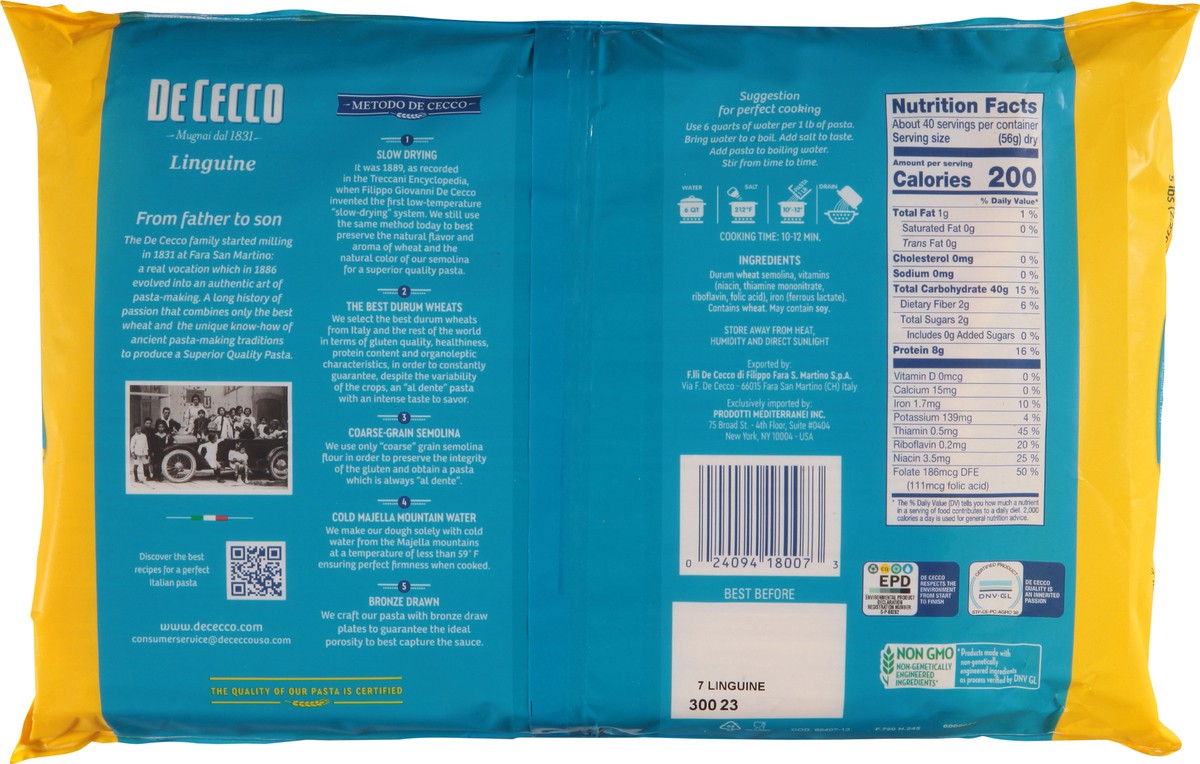 DE CECCO
Mugnai dal 1831
Linguine
From father to son
The De Cecco family started milling
in 1831 at Fara San Martino:
a real vocation which in 1886
evolved into an authentic art of
pasta-making. A long history of
passion that combines only the best
wheat and the unique know-how of
ancient pasta-making traditions
to produce a Superior Quality Pasta.
Discover the best
recipes for a perfect
Italian pasta
www.dececco.com
consumerservice@dececcousa.com
THE QUALITY OF OUR PASTA IS CERTIFIED
METODO DE CECCO
1
SLOW DRYING
It was 1889, as recorded
in the Treccani Encyclopedia,
when Filippo Giovanni De Cecco
invented the first low-temperature
"slow-drying" system. We still use
the same method today to best
preserve the natural flavor and
aroma of wheat and the
natural color of our semolina
for a superior quality pasta.
2
THE BEST DURUM WHEATS
We select the best durum wheats
from Italy and the rest of the world
in terms of gluten quality, healthiness,
protein content and organoleptic
characteristics, in order to constantly
guarantee, despite the variability
of the crops, an "al dente" pasta
with an intense taste to savor.
3
COARSE-GRAIN SEMOLINA
We use only "coarse" grain semolina
flour in order to preserve the integrity
of the gluten and obtain a pasta
which is always "al dente".
4
COLD MAJELLA MOUNTAIN WATER
We make our dough solely with cold
water from the Majella mountains
at a temperature of less than 59° F
ensuring perfect firmness when cooked.
5
BRONZE DRAWN
We craft our pasta with bronze draw
plates to guarantee the ideal
porosity to best capture the sauce.
Suggestion
for perfect cooking
Use 6 quarts of water per 1 lb of pasta.
Bring water to a boil. Add salt to taste.
Add pasta to boiling water.
Stir from time to time.
WATER SALT DRAIN
6 QT 212°F 10'-12'
COOKING TIME: 10-12 MIN.
INGREDIENTS
Durum wheat semolina, vitamins
(niacin, thiamine mononitrate,
riboflavin, folic acid), iron (ferrous lactate).
Contains wheat. May contain soy.
STORE AWAY FROM HEAT,
HUMIDITY AND DIRECT SUNLIGHT
Exported by:
F.lli De Cecco di Filippo Fara S. Martino S.p.A.
Via F. De Cecco - 66015 Fara San Martino (CH) Italy
Exclusively imported by:
PRODOTTI MEDITERRANEI INC.
75 Broad St. - 4th Floor, Suite #0404
New York, NY 10004 - USA
0 24094 18007 3
BEST BEFORE
7 LINGUINE
300 23
Nutrition Facts
About 40 servings per container
Serving size (56g) dry
Amount per serving
Calories 200
% Daily Value*
Total Fat 1g 1 %
Saturated Fat 0g 0 %
Trans Fat 0g
Cholesterol 0mg 0 %
Sodium 0mg 0 %
Total Carbohydrate 40g 15 %
Dietary Fiber 2g 6 %
Total Sugars 2g
Includes 0g Added Sugars 0 %
Protein 8g 16 %
Vitamin D 0mcg 0 %
Calcium 15mg 0 %
Iron 1.7mg 10 %
Potassium 139mg 4 %
Thiamin 0.5mg 45 %
Riboflavin 0.2mg 20 %
Niacin 3.5mg 25 %
Folate 186mcg DFE 50 %
(111mcg folic acid)
* The % Daily Value (DV) tells you how much a nutrient
in a serving of food contributes to a daily diet. 2,000
calories a day is used for general nutrition advice.
EPD
ENVIRONMENTAL PRODUCT
DECLARATION
REGISTRATION NUMBER
DE CECCO
RESPECTS THE
ENVIRONMENT
FROM START
TO FINISH
CERTIFIED PRODUCT
DNV·GL
DE CECCO
QUALITY IS
AN INHERITED
PASSION
NON GMO
NON-GENETICALLY
ENGINEERED
INGREDIENTS*
*Products made with
non-genetically
engineered ingredients
as process verified by DNV GL